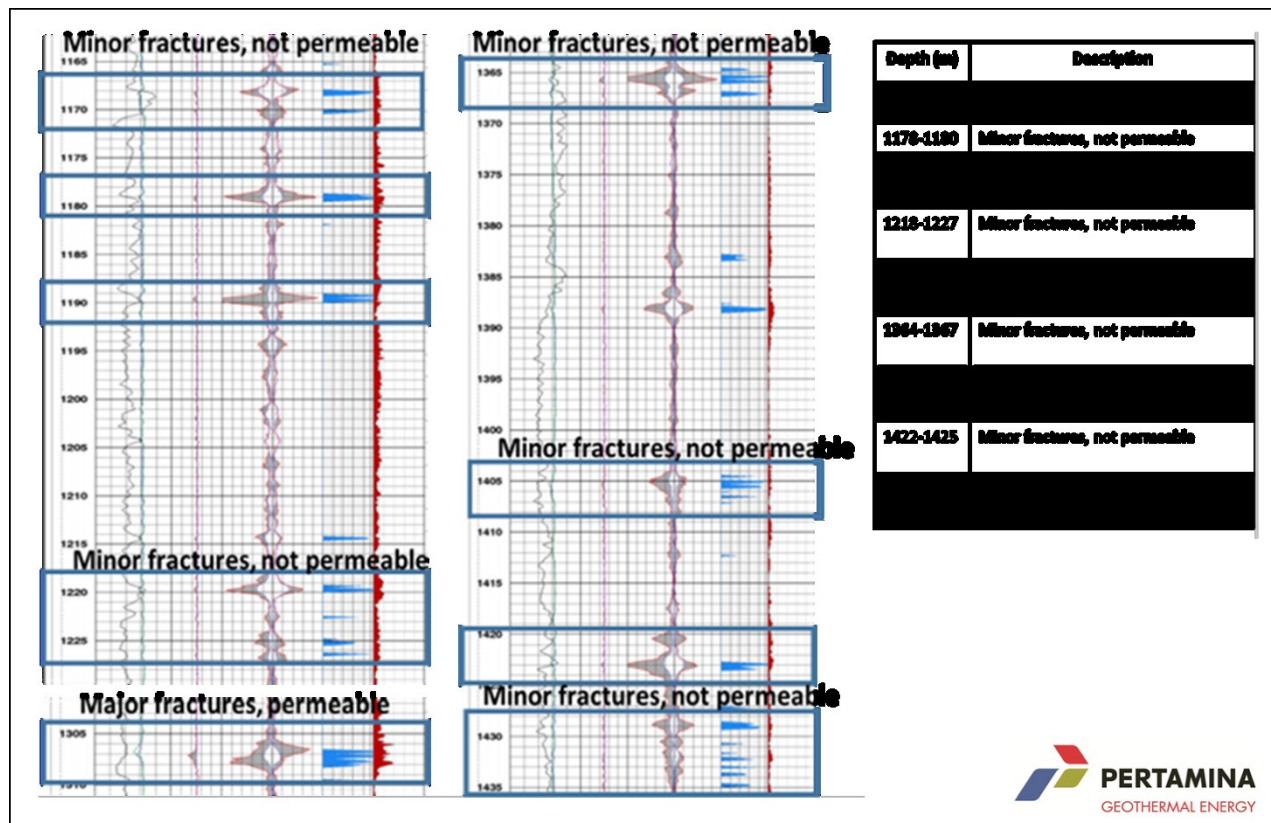 Minor fractures, not permeable
1165
1170
1175
1180
1185
1190
1195
1200
1205
1210
1215
Minor fractures, not permeable
1220
1225
Major fractures, permeable
1305
1310
Minor fractures, not permeable
1365
1370
1375
1380
1385
1390
1395
1400
Minor fractures, not permeable
1405
1410
1415
1420
Minor fractures, not permeable
1430
1435
Depth (m) Description
1178-1180 Minor fractures, not permeable
1218-1227 Minor fractures, not permeable
1364-1367 Minor fractures, not permeable
1422-1425 Minor fractures, not permeable
PERTAMINA
GEOTHERMAL ENERGY